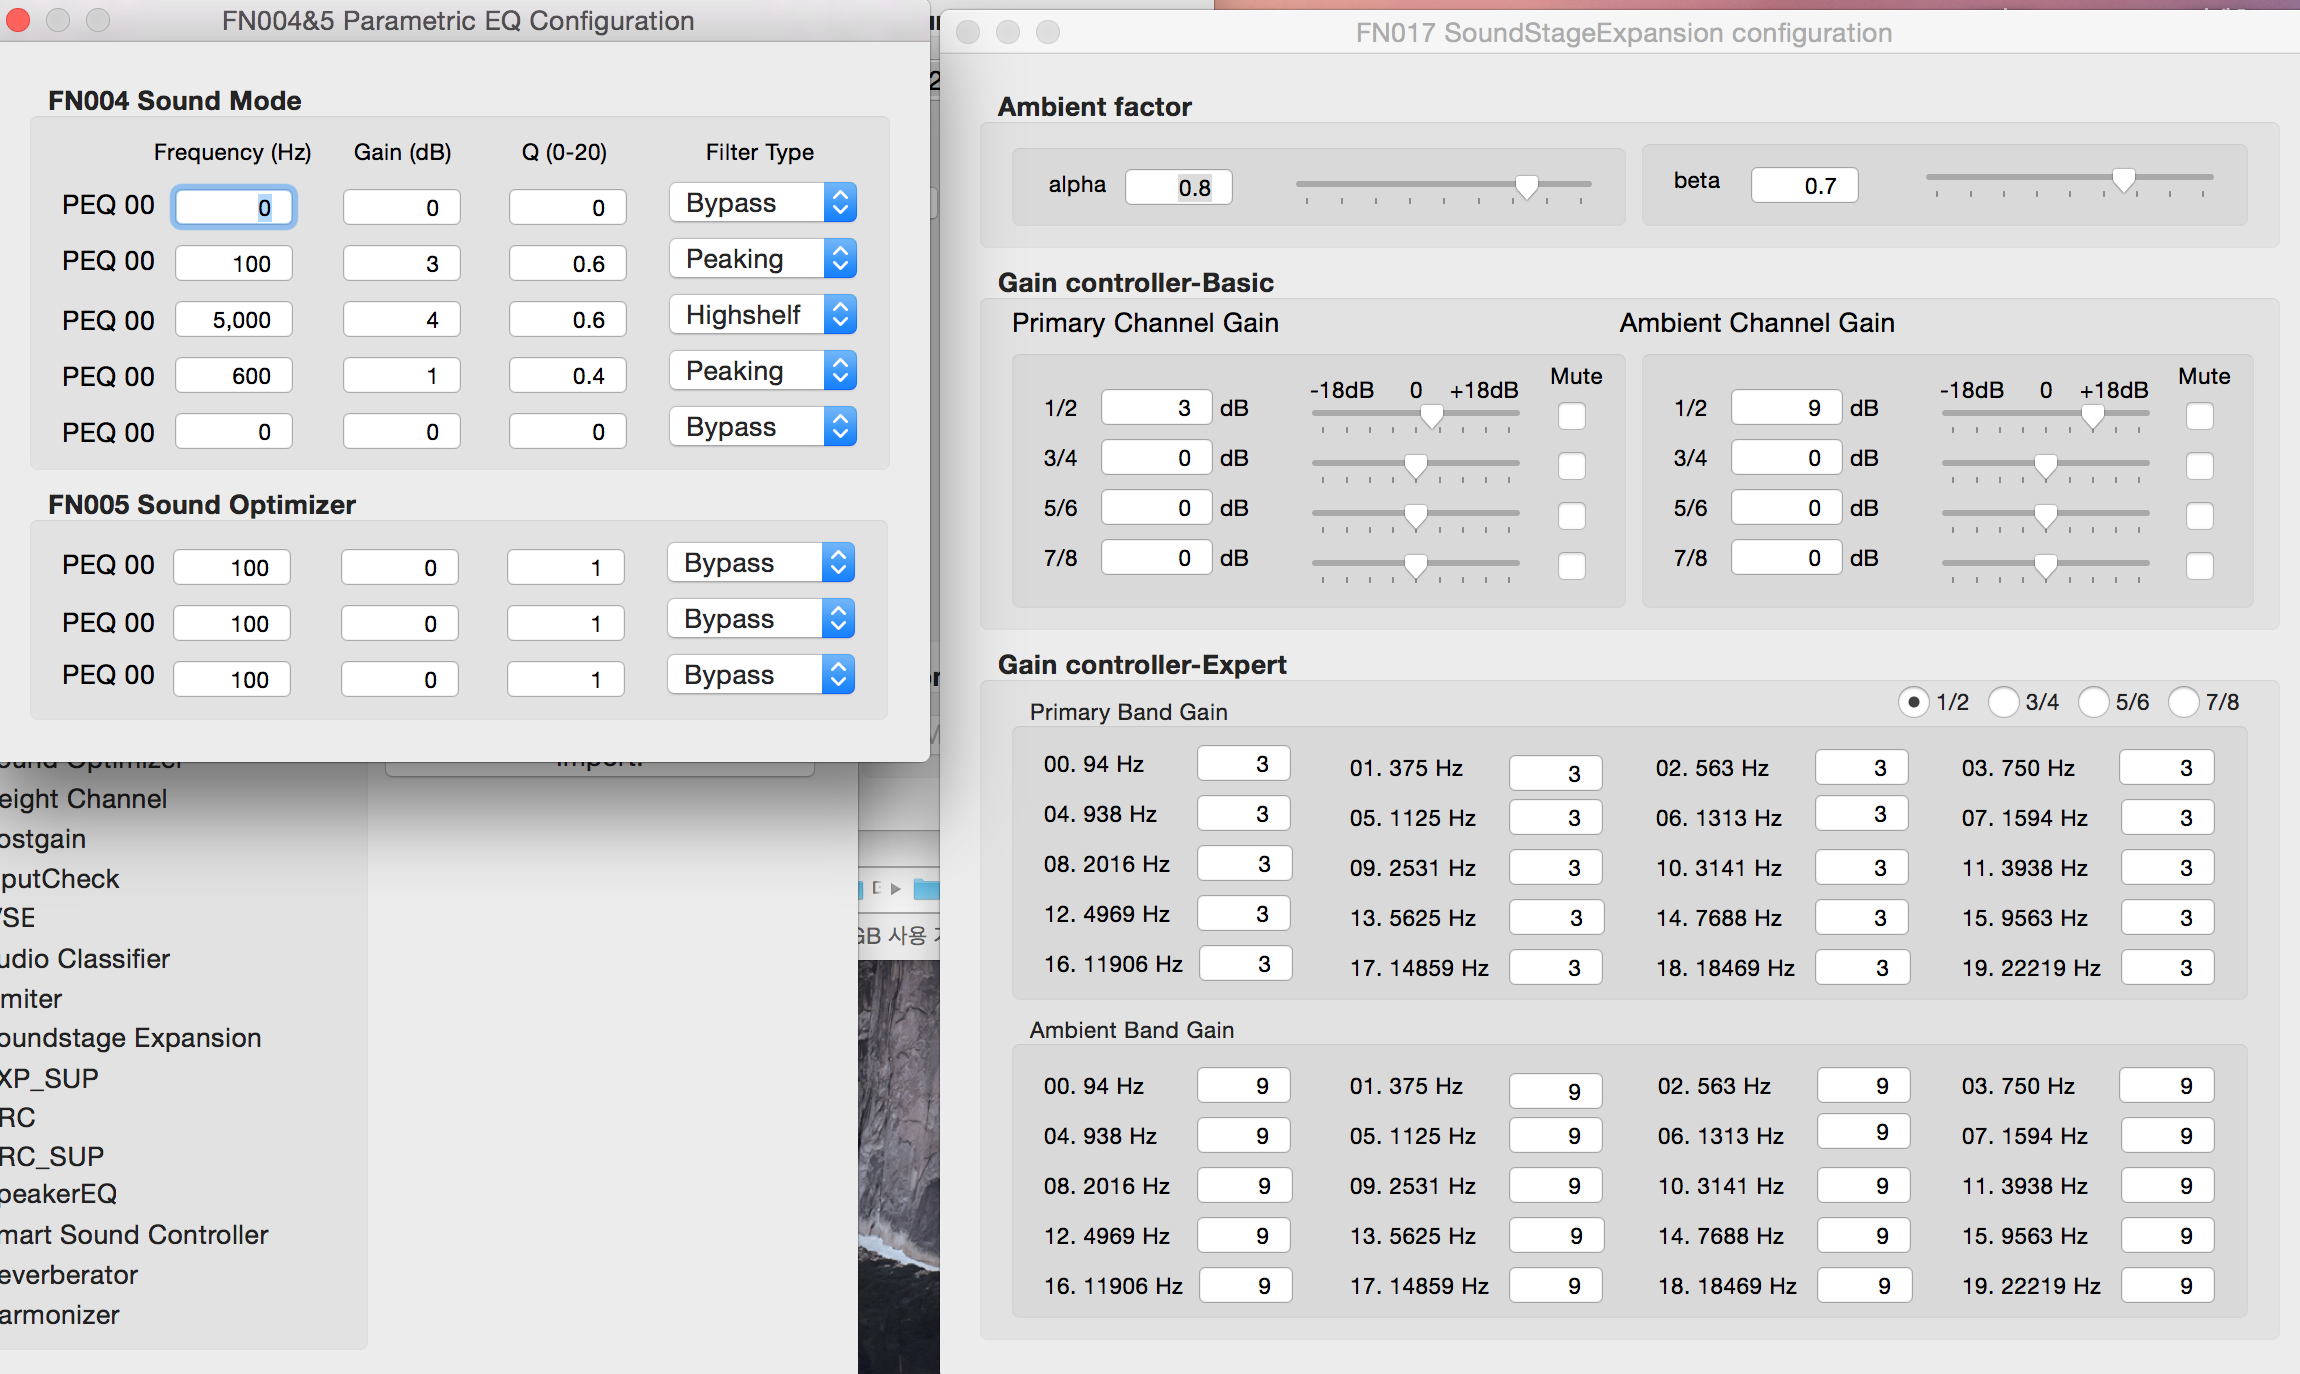 FN004&5 Parametric EQ Configuration
FN004 Sound Mode
Frequency (Hz) Gain (dB) Q (0-20) Filter Type
PEQ 00 0 0 0 Bypass
PEQ 00 100 3 0.6 Peaking
PEQ 00 5,000 4 0.6 Highshelf
PEQ 00 600 1 0.4 Peaking
PEQ 00 0 0 0 Bypass
FN005 Sound Optimizer
PEQ 00 100 0 1 Bypass
PEQ 00 100 0 1 Bypass
PEQ 00 100 0 1 Bypass
eight Channel
ostgain
putCheck
SE
udio Classifier
miter
oundstage Expansion
XP_SUP
RC
RC_SUP
peakerEQ
mart Sound Controller
everberator
armonizer
GB 사용
FN017 SoundStageExpansion configuration
Ambient factor
alpha 0.8 beta 0.7
Gain controller-Basic
Primary Channel Gain Ambient Channel Gain
-18dB 0 +18dB Mute -18dB 0 +18dB Mute
1/2 3 dB 1/2 9 dB
3/4 0 dB 3/4 0 dB
5/6 0 dB 5/6 0 dB
7/8 0 dB 7/8 0 dB
Gain controller-Expert
1/2 3/4 5/6 7/8
Primary Band Gain
00. 94 Hz 3 01. 375 Hz 3 02. 563 Hz 3 03. 750 Hz 3
04. 938 Hz 3 05. 1125 Hz 3 06. 1313 Hz 3 07. 1594 Hz 3
08. 2016 Hz 3 09. 2531 Hz 3 10. 3141 Hz 3 11. 3938 Hz 3
12. 4969 Hz 3 13. 5625 Hz 3 14. 7688 Hz 3 15. 9563 Hz 3
16. 11906 Hz 3 17. 14859 Hz 3 18. 18469 Hz 3 19. 22219 Hz 3
Ambient Band Gain
00. 94 Hz 9 01. 375 Hz 9 02. 563 Hz 9 03. 750 Hz 9
04. 938 Hz 9 05. 1125 Hz 9 06. 1313 Hz 9 07. 1594 Hz 9
08. 2016 Hz 9 09. 2531 Hz 9 10. 3141 Hz 9 11. 3938 Hz 9
12. 4969 Hz 9 13. 5625 Hz 9 14. 7688 Hz 9 15. 9563 Hz 9
16. 11906 Hz 9 17. 14859 Hz 9 18. 18469 Hz 9 19. 22219 Hz 9